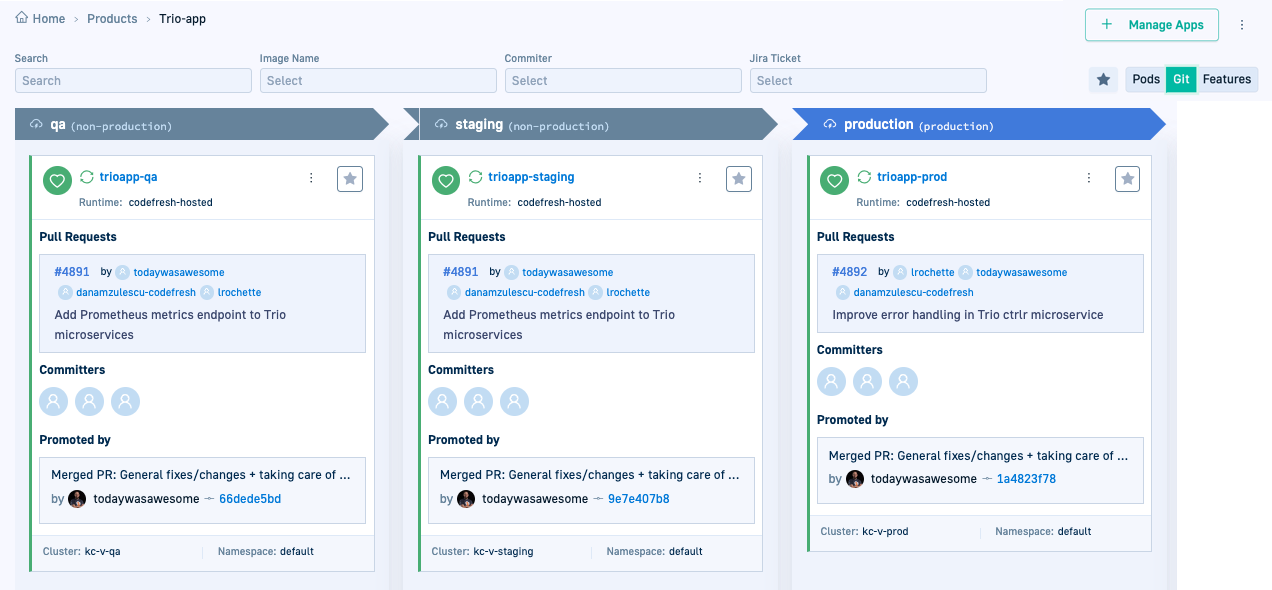 Home > Products > Trio-app
+ Manage Apps
Search
Image Name
Commiter
Jira Ticket
Search
Select
Select
Select
Pods
Git
Features
qa (non-production)
trioapp-qa
Runtime: codefresh-hosted
Pull Requests
#4891 by todaywasawesome
danamzulescu-codefresh lrochette
Add Prometheus metrics endpoint to Trio
microservices
Committers
Promoted by
Merged PR: General fixes/changes + taking care of ...
by todaywasawesome 66dede5bd
Cluster: kc-v-qa
Namespace: default
staging (non-production)
trioapp-staging
Runtime: codefresh-hosted
Pull Requests
#4891 by todaywasawesome
danamzulescu-codefresh lrochette
Add Prometheus metrics endpoint to Trio
microservices
Committers
Promoted by
Merged PR: General fixes/changes + taking care of ...
by todaywasawesome 9e7e407b8
Cluster: kc-v-staging
Namespace: default
production (production)
trioapp-prod
Runtime: codefresh-hosted
Pull Requests
#4892 by lrochette todaywasawesome
danamzulescu-codefresh
Improve error handling in Trio ctrlr microservice
Committers
Promoted by
Merged PR: General fixes/changes + taking care of ...
by todaywasawesome 1a4823f78
Cluster: kc-v-prod
Namespace: default